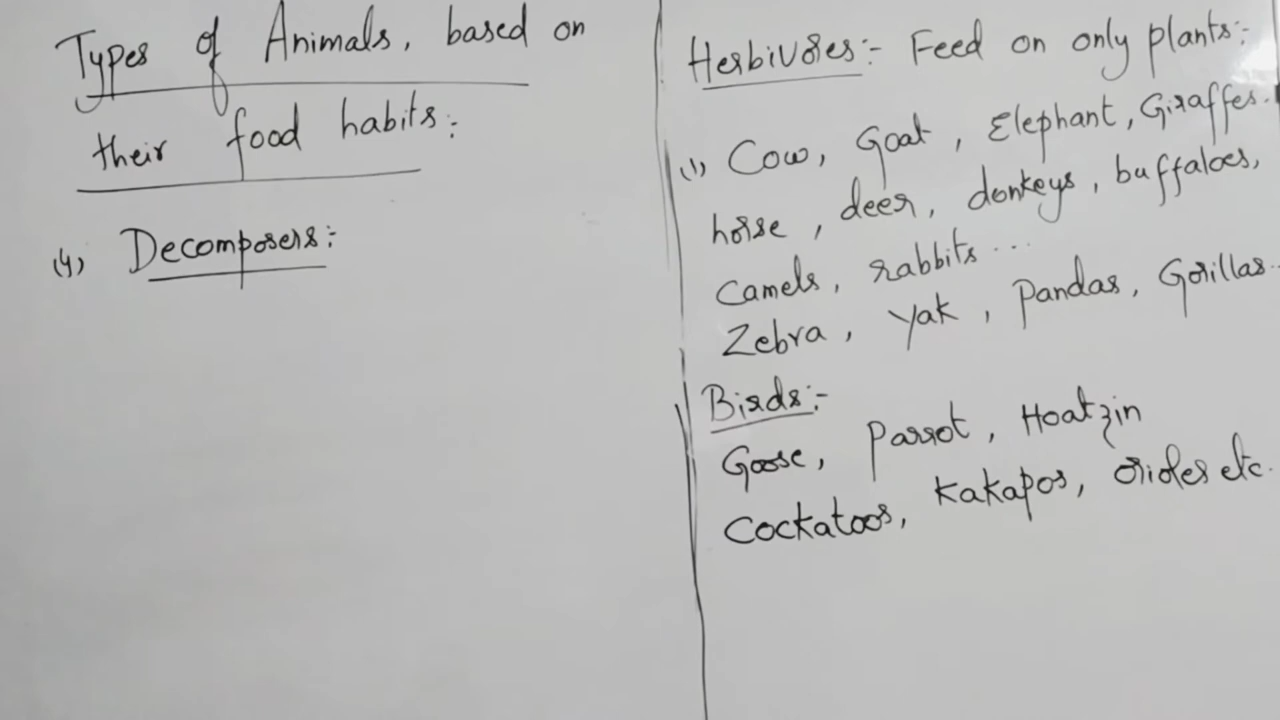 Types of Animals, based on
their food habits:
(4) Decomposers:
Herbivores:- Feed on only plants:-
(1) Cow, Goat, Elephant, Giraffes.
horse, deer, donkeys, buffaloes,
Camels, rabbits ...
Zebra, Yak, Pandas, Gorillas..
Birds:-
Goose, Parrot, Hoatzin
Cockatoos, Kakapos, orioles etc.